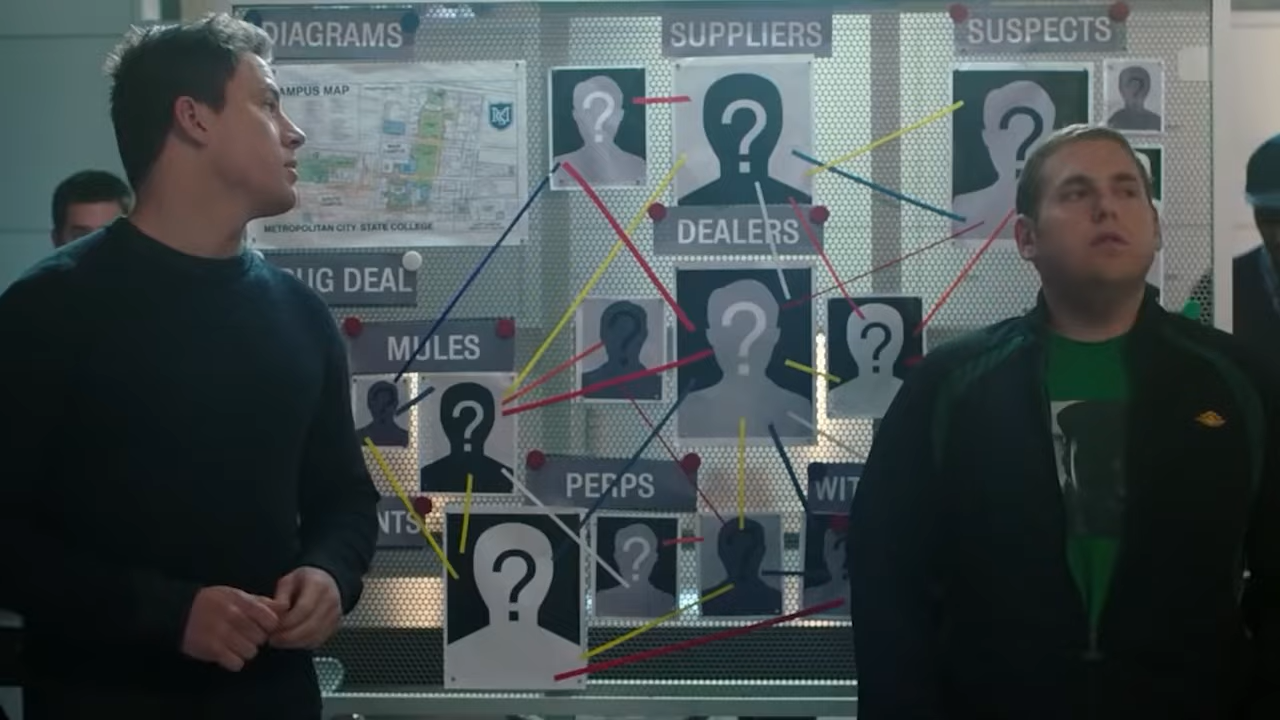 DIAGRAMS
SUPPLIERS
SUSPECTS
CAMPUS MAP
METROPOLITAN CITY STATE COLLEGE
DEALERS
UG DEAL
MULES
PERPS
WIT
NTS
?
?
?
?
?
?
?
?
?
?